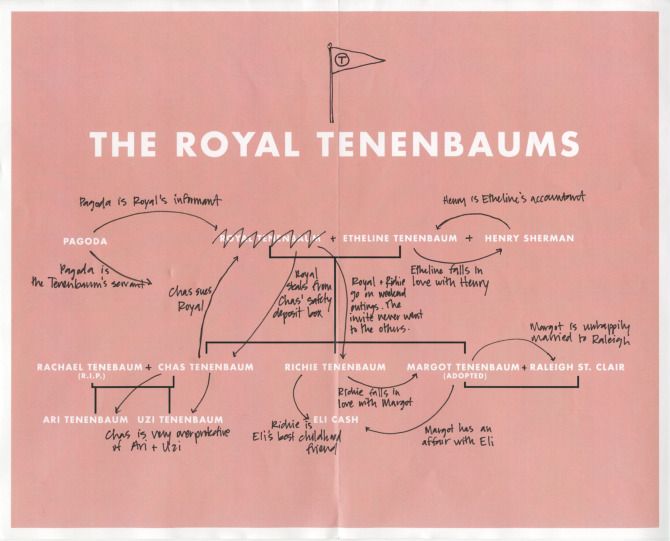 T
THE ROYAL TENENBAUMS
Pagoda is Royal's informant
Henry is Etheline's accountant
PAGODA
ROYAL TENENBAUM + ETHELINE TENENBAUM + HENRY SHERMAN
Pagoda is
the Tenenbaum's servant
Chas sues
Royal
Royal
steals from
Chas' safety
deposit box
Royal + Richie
go on weekend
outings. The
invite never went
to the others.
Etheline falls in
love with Henry
Margot is unhappily
married to Raleigh
RACHAEL TENEBAUM + CHAS TENENBAUM
(R.I.P.)
RICHIE TENENBAUM
MARGOT TENENBAUM + RALEIGH ST. CLAIR
(ADOPTED)
Richie falls in
love with Margot
ARI TENENBAUM UZI TENENBAUM
ELI CASH
Chas is very overprotective
of Ari + Uzi
Richie is
Eli's best childhood
friend
Margot has an
affair with Eli